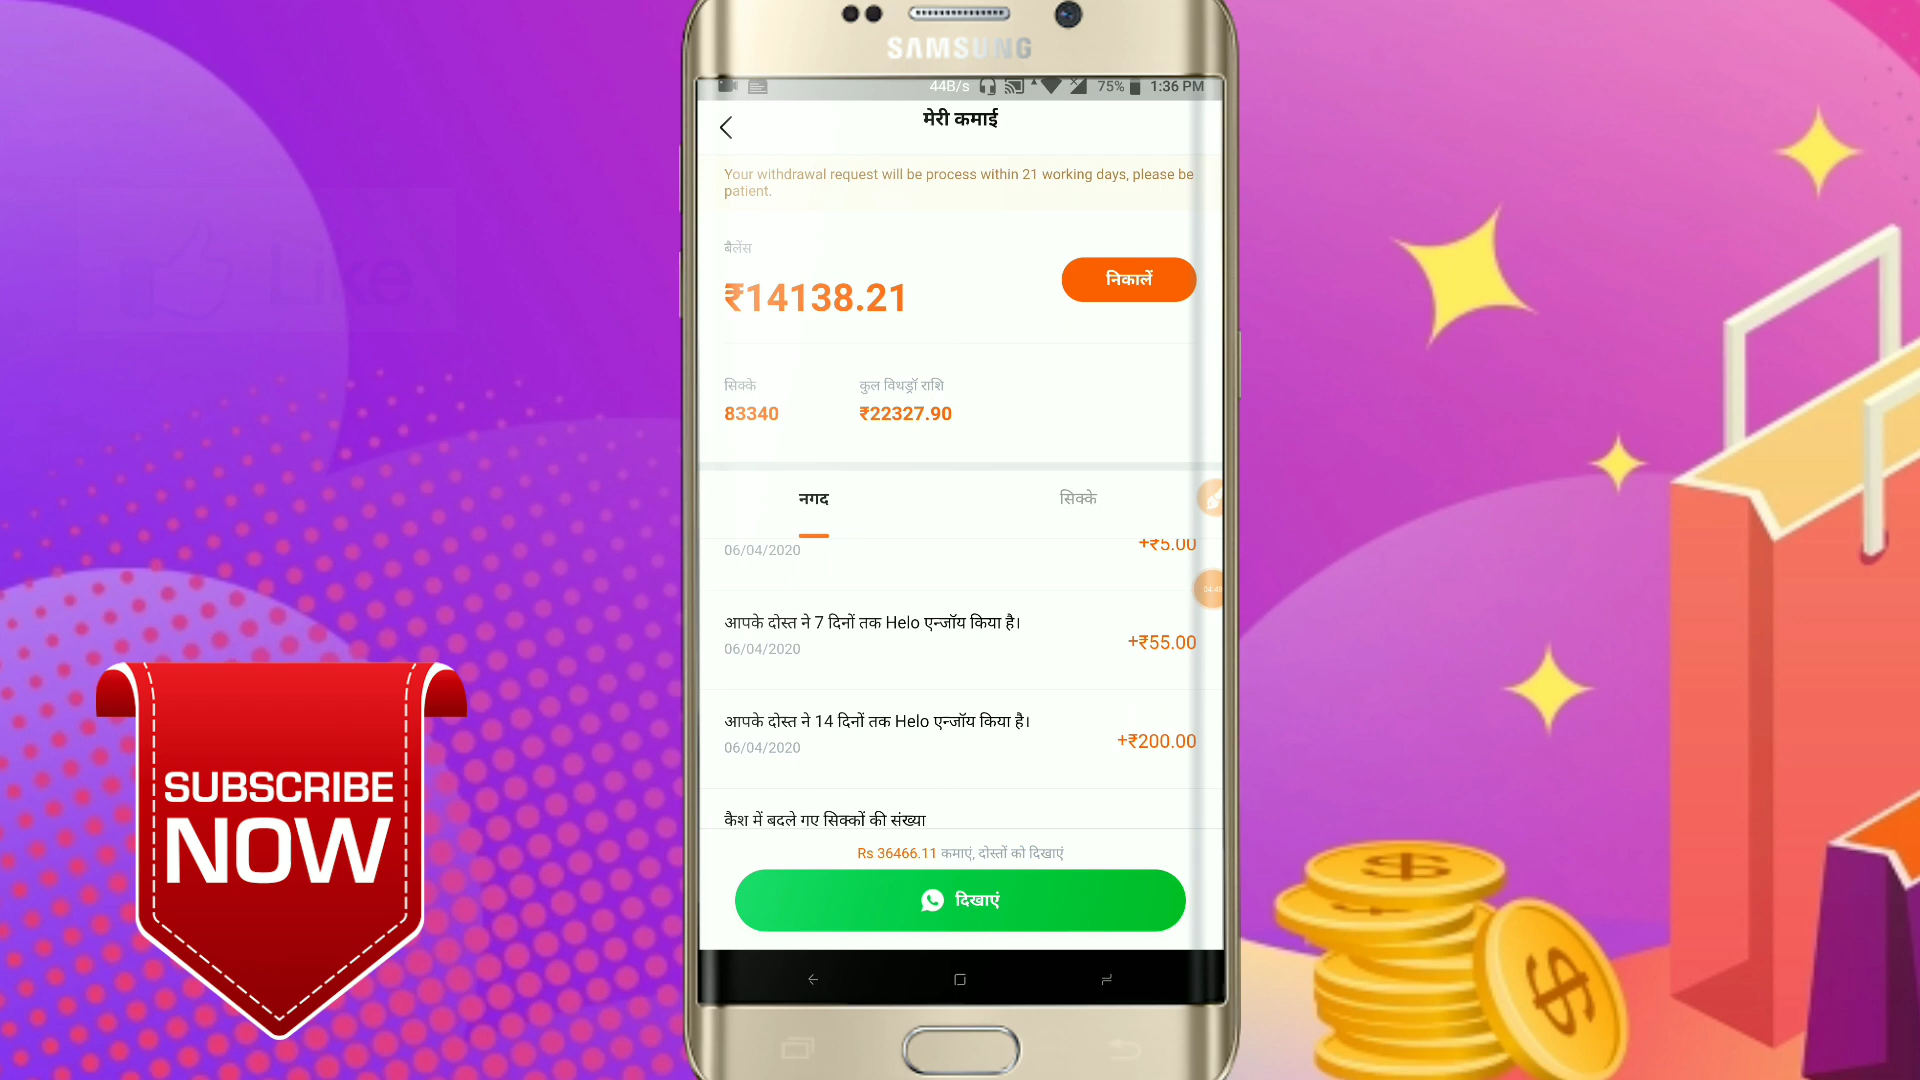 SAMSUNG
44B/s 75% 1:36 PM
मेरी कमाई
Your withdrawal request will be process within 21 working days, please be
patient.
बैलेंस
₹14138.21
निकालें
सिक्के कुल विथड्रॉ राशि
83340 ₹22327.90
नगद सिक्के
06/04/2020 +₹5.00
आपके दोस्त ने 7 दिनों तक Helo एन्जॉय किया है।
06/04/2020
+₹55.00
आपके दोस्त ने 14 दिनों तक Helo एन्जॉय किया है।
06/04/2020
+₹200.00
कैश में बदले गए सिक्कों की संख्या
Rs 36466.11 कमाएं, दोस्तों को दिखाएं
दिखाएं
Like
SUBSCRIBE
NOW